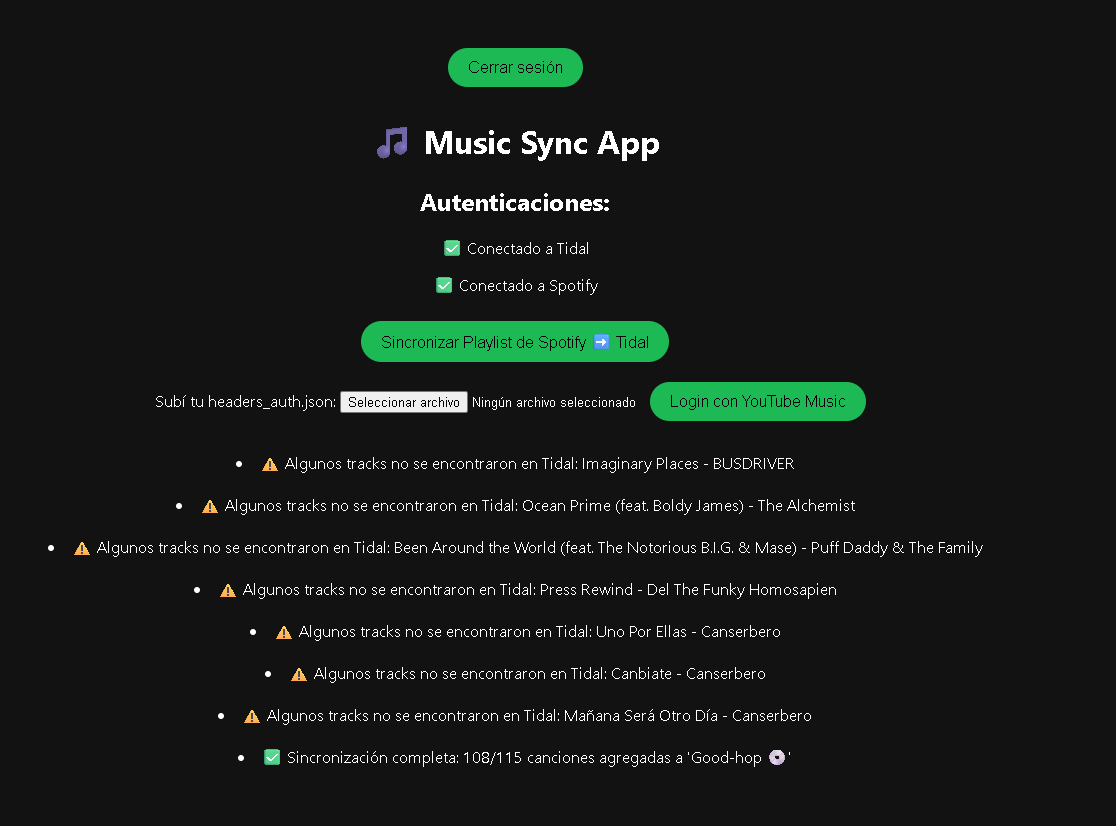 Cerrar sesión
🎵 Music Sync App
Autenticaciones:
✅ Conectado a Tidal
✅ Conectado a Spotify
Sincronizar Playlist de Spotify ➡️ Tidal
Subí tu headers_auth.json: Seleccionar archivo Ningún archivo seleccionado Login con YouTube Music
• ⚠️ Algunos tracks no se encontraron en Tidal: Imaginary Places - BUSDRIVER
• ⚠️ Algunos tracks no se encontraron en Tidal: Ocean Prime (feat. Boldy James) - The Alchemist
• ⚠️ Algunos tracks no se encontraron en Tidal: Been Around the World (feat. The Notorious B.I.G. & Mase) - Puff Daddy & The Family
• ⚠️ Algunos tracks no se encontraron en Tidal: Press Rewind - Del The Funky Homosapien
• ⚠️ Algunos tracks no se encontraron en Tidal: Uno Por Ellas - Canserbero
• ⚠️ Algunos tracks no se encontraron en Tidal: Canbiate - Canserbero
• ⚠️ Algunos tracks no se encontraron en Tidal: Mañana Será Otro Día - Canserbero
• ✅ Sincronización completa: 108/115 canciones agregadas a 'Good-hop 💿'